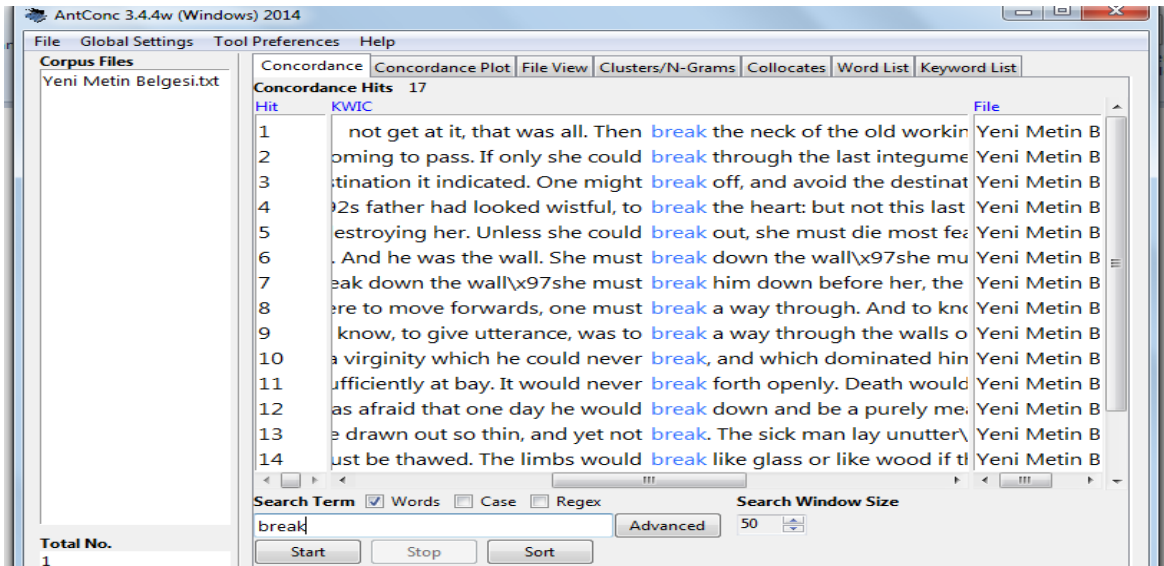 AntConc 3.4.4w (Windows) 2014
File Global Settings Tool Preferences Help
Corpus Files
Yeni Metin Belgesi.txt
Concordance Concordance Plot File View Clusters/N-Grams Collocates Word List Keyword List
Concordance Hits 17
Hit KWIC File
1 not get at it, that was all. Then break the neck of the old workin Yeni Metin B
2 oming to pass. If only she could break through the last integume Yeni Metin B
3 stination it indicated. One might break off, and avoid the destinat Yeni Metin B
4 92s father had looked wistful, to break the heart: but not this last Yeni Metin B
5 estroying her. Unless she could break out, she must die most fea Yeni Metin B
6 . And he was the wall. She must break down the wall\x97she mu Yeni Metin B
7 eak down the wall\x97she must break him down before her, the Yeni Metin B
8 ere to move forwards, one must break a way through. And to kno Yeni Metin B
9 know, to give utterance, was to break a way through the walls o Yeni Metin B
10 a virginity which he could never break, and which dominated him Yeni Metin B
11 ufficiently at bay. It would never break forth openly. Death would Yeni Metin B
12 as afraid that one day he would break down and be a purely me Yeni Metin B
13 e drawn out so thin, and yet not break. The sick man lay unutter\ Yeni Metin B
14 ust be thawed. The limbs would break like glass or like wood if th Yeni Metin B
Search Term Words Case Regex Search Window Size
break Advanced 50
Start Stop Sort
Total No.
1